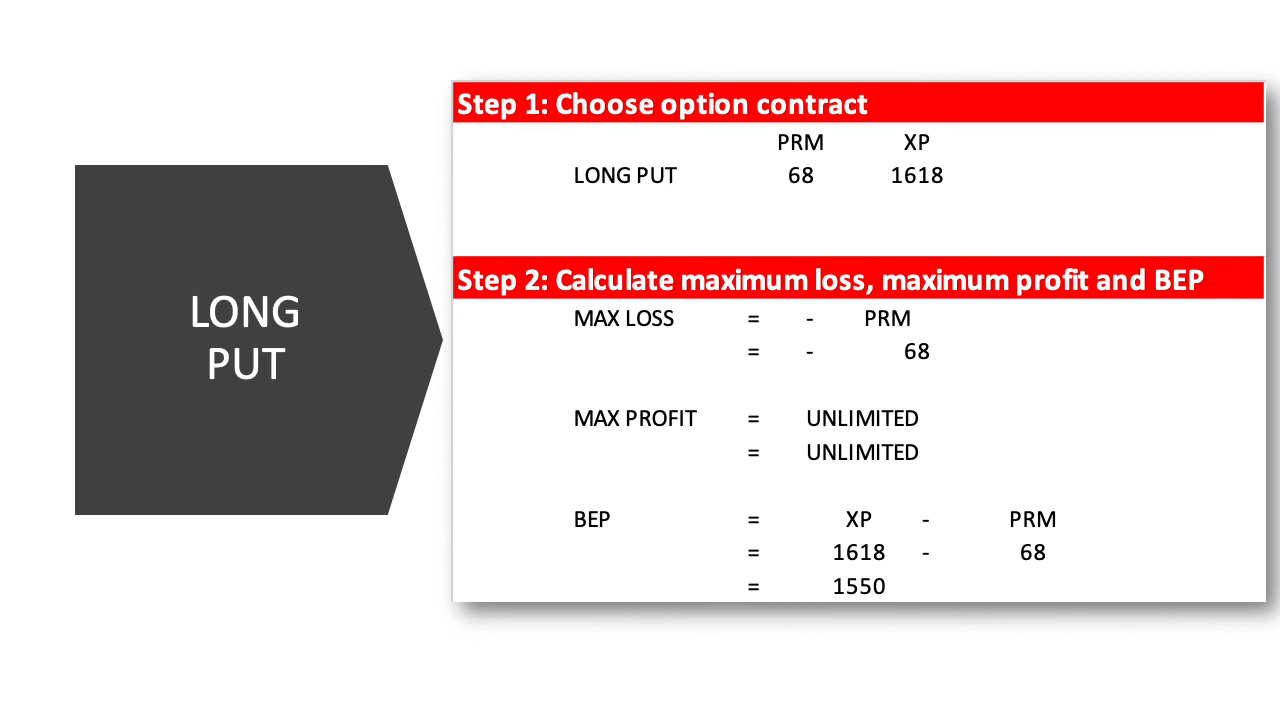 LONG
PUT
Step 1: Choose option contract
PRM XP
LONG PUT 68 1618
Step 2: Calculate maximum loss, maximum profit and BEP
MAX LOSS = - PRM
= - 68
MAX PROFIT = UNLIMITED
= UNLIMITED
BEP = XP - PRM
= 1618 - 68
= 1550